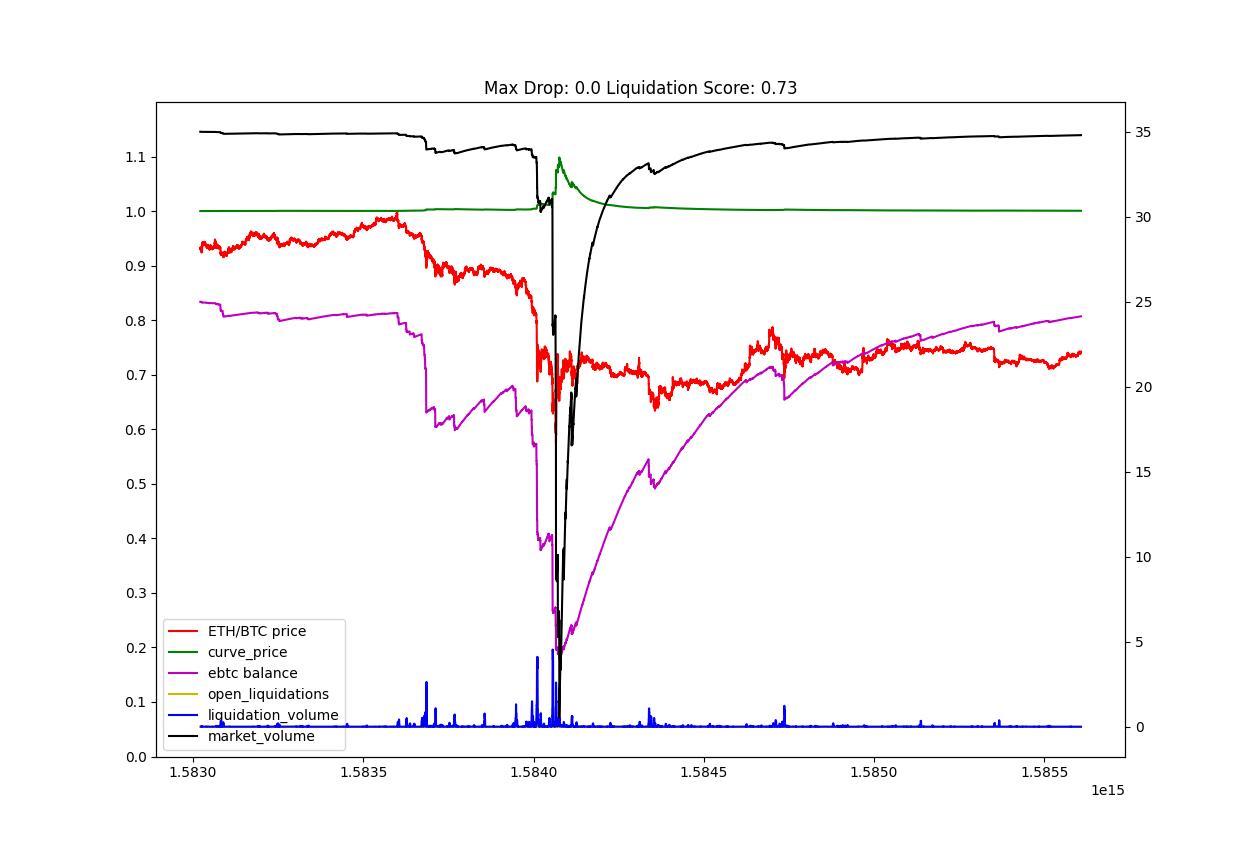 Max Drop: 0.0 Liquidation Score: 0.73
1.1
1.0
0.9
0.8
0.7
0.6
0.5
0.4
0.3
0.2
0.1
0.0
35
30
25
20
15
10
5
0
ETH/BTC price
curve_price
ebtc balance
open_liquidations
liquidation_volume
market_volume
1.5830 1.5835 1.5840 1.5845 1.5850 1.5855
1e15